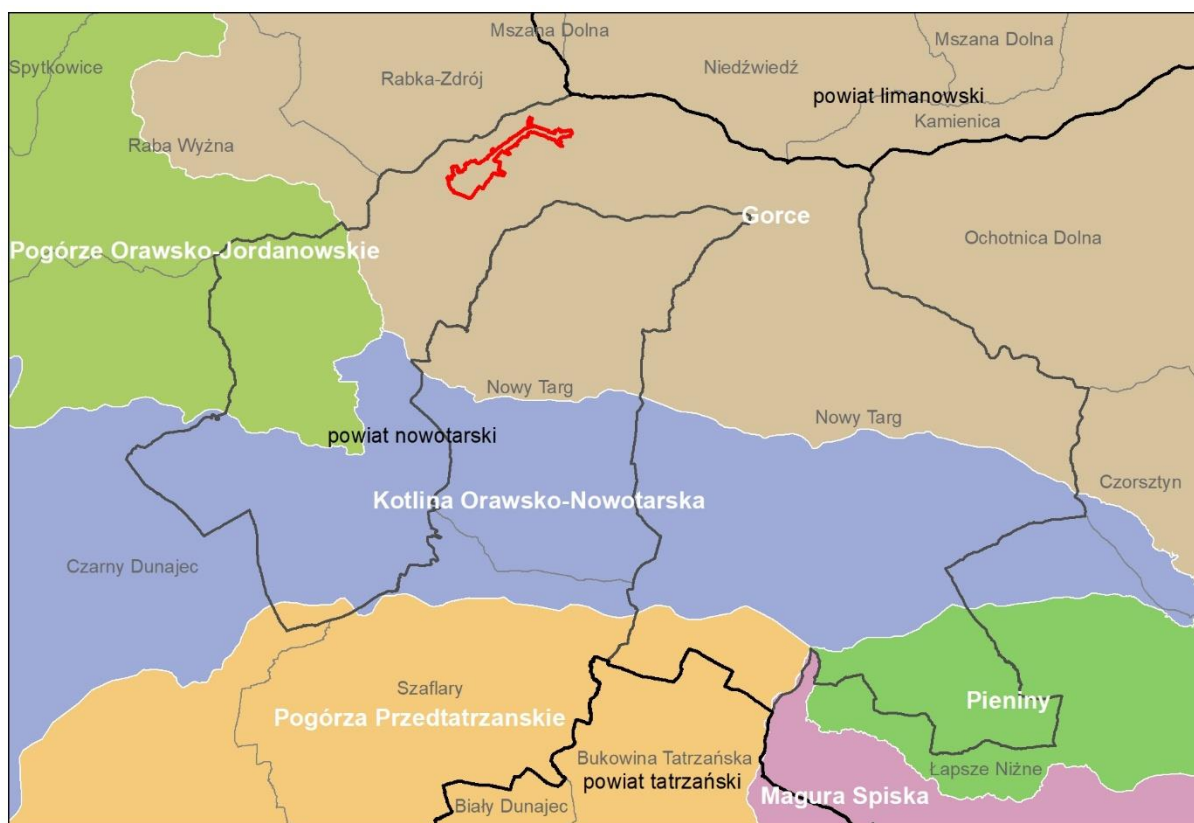 Mszana Dolna
Mszana Dolna
Spytkowice
Rabka-Zdrój
Niedźwiedź
powiat limanowski
Kamienica
Raba Wyżna
Gorce
Ochotnica Dolna
Pogórze Orawsko-Jordanowskie
Nowy Targ
Nowy Targ
powiat nowotarski
Czorsztyn
Kotlina Orawsko-Nowotarska
Czarny Dunajec
Szaflary
Pieniny
Pogórza Przedtatrzanskie
Bukowina Tatrzańska
powiat tatrzański
Łapsze Niżne
Magura Spiska
Biały Dunajec